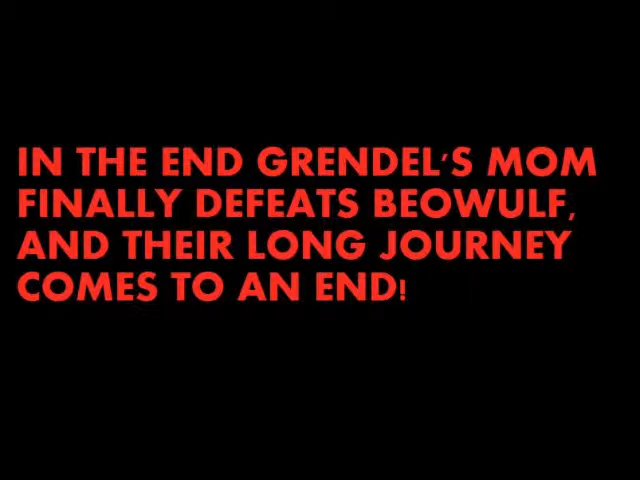 IN THE END GRENDEL'S MOM
FINALLY DEFEATS BEOWULF,
AND THEIR LONG JOURNEY
COMES TO AN END!